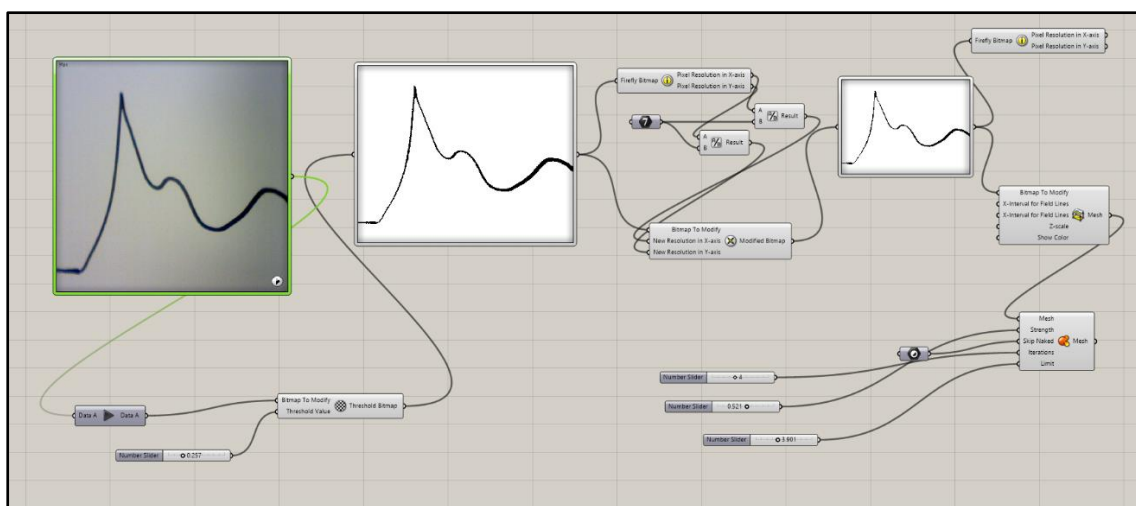 Firefly Bitmap
Pixel Resolution in X-axis
Pixel Resolution in Y-axis
Firefly Bitmap
Pixel Resolution in X-axis
Pixel Resolution in Y-axis
A
B
Result
7
A
B
Result
Bitmap To Modify
New Resolution in X-axis
New Resolution in Y-axis
Modified Bitmap
Bitmap To Modify
X-Interval for Field Lines
X-Interval for Field Lines
Z-scale
Show Color
Mesh
Mesh
Strength
Skip Naked
Iterations
Limit
Mesh
Number Slider
4
Number Slider
0.521
Number Slider
3.901
Data A
Data A
Bitmap To Modify
Threshold Value
Threshold Bitmap
Number Slider
0.257